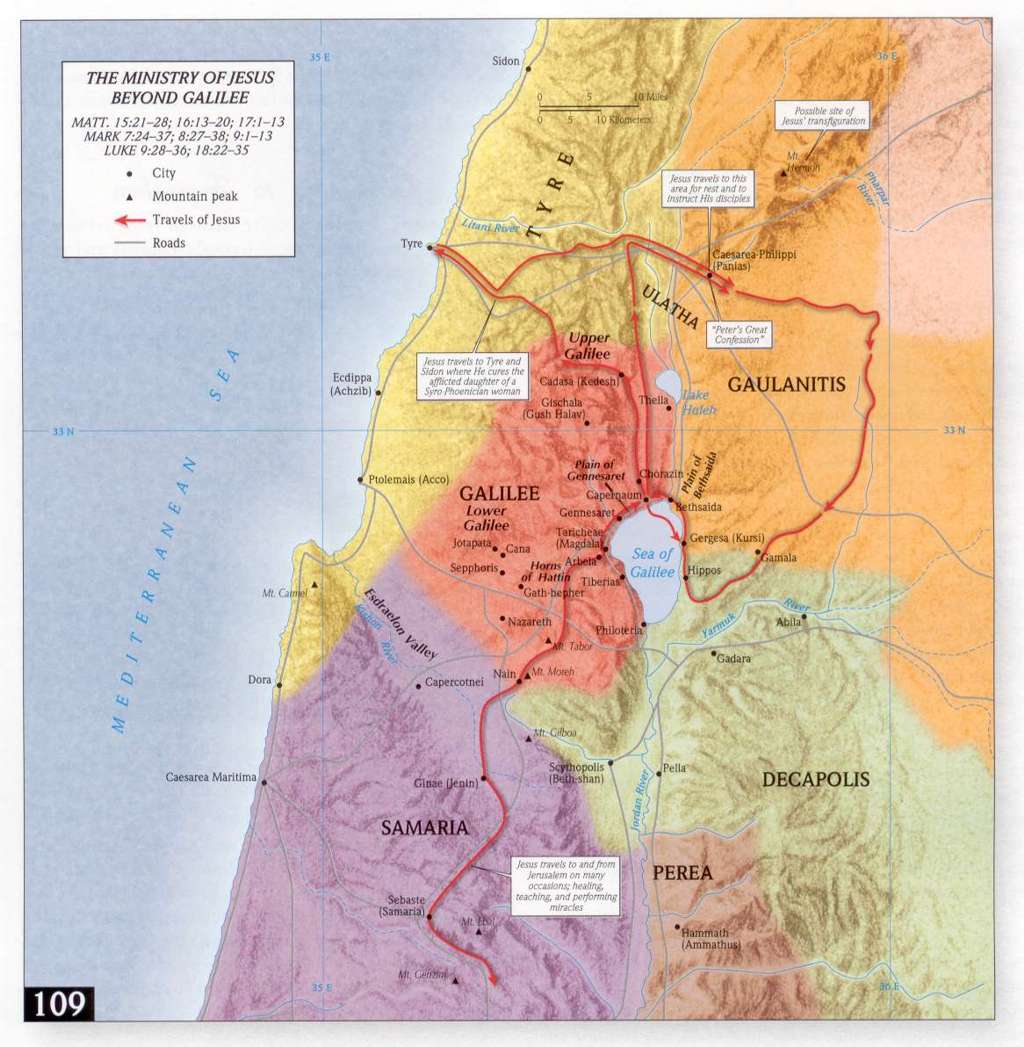 THE MINISTRY OF JESUS
BEYOND GALILEE
MATT. 15:21–28; 16:13–20; 17:1–13
MARK 7:24–37; 8:27–38; 9:1–13
LUKE 9:28–36; 18:22–35
City
Mountain peak
Travels of Jesus
Roads
35 E
36 E
Sidon
0 5 10 Miles
0 5 10 Kilometers
Possible site of
Jesus' transfiguration
Mt.
Hermon
Jesus travels to this
area for rest and to
instruct His disciples
Pharpar
River
TYRE
Litani River
Tyre
Caesarea-Philippi
(Panias)
ULATHA
"Peter's Great
Confession"
Upper
Galilee
Jesus travels to Tyre and
Sidon where He cures the
afflicted daughter of a
Syro Phoenician woman
Ecdippa
(Achzib)
Cadasa (Kedesh)
GAULANITIS
Gischala
(Gush Halav)
Thella
Lake
Huleh
33 N
33 N
MEDITERRANEAN SEA
Ptolemais (Acco)
Plain of
Gennesaret
Chorazin
Plain of
Bethsaida
GALILEE
Lower
Galilee
Capernaum
Bethsaida
Gennesaret
Taricheae
(Magdala)
Gergesa (Kursi)
Jotapata
Cana
Arbela
Sea of
Galilee
Gamala
Sepphoris
Horns
of Hattin
Tiberias
Hippos
Gath-hepher
Mt. Carmel
Esdraelon Valley
Kishon
River
Nazareth
Philoteria
Yarmuk
River
Abila
Mt. Tabor
Gadara
Nain
Mt. Moreh
Dora
Capercotnei
Mt. Gilboa
Scythopolis
(Beth-shan)
Pella
Caesarea Maritima
Ginae (Jenin)
DECAPOLIS
Jordan River
SAMARIA
Jesus travels to and from
Jerusalem on many
occasions; healing,
teaching, and performing
miracles
PEREA
Sebaste
(Samaria)
Mt. Ebal
Hammath
(Ammathus)
Mt. Gerizim
109
35 E
36 E